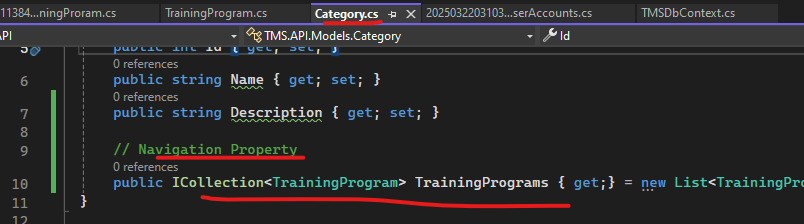 11384...ningProram.cs TrainingProgram.cs Category.cs 2025032203103...serAccounts.cs TMSDbContext.cs
API TMS.API.Models.Category Id
5 public int Id { get; set; }
0 references
6 public string Name { get; set; }
0 references
7 public string Description { get; set; }
8
9 // Navigation Property
0 references
10 public ICollection<TrainingProgram> TrainingPrograms { get;} = new List<TrainingPro
11 }
12